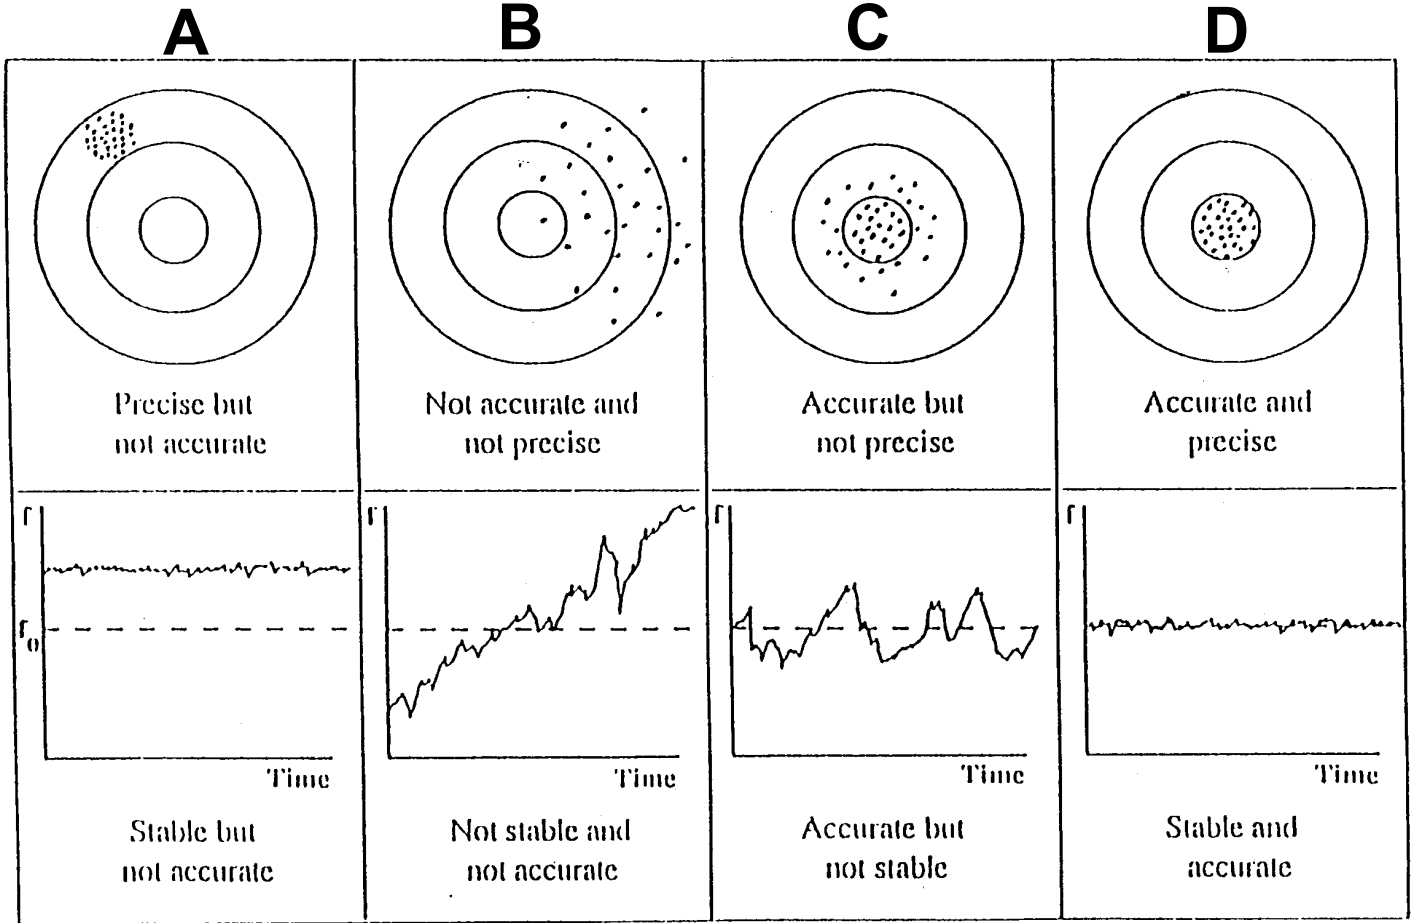 A
B
C
D
Precise but
not accurate
Not accurate and
not precise
Accurate but
not precise
Accurate and
precise
f
f
f
f
f0
Time
Time
Time
Time
Stable but
not accurate
Not stable and
not accurate
Accurate but
not stable
Stable and
accurate